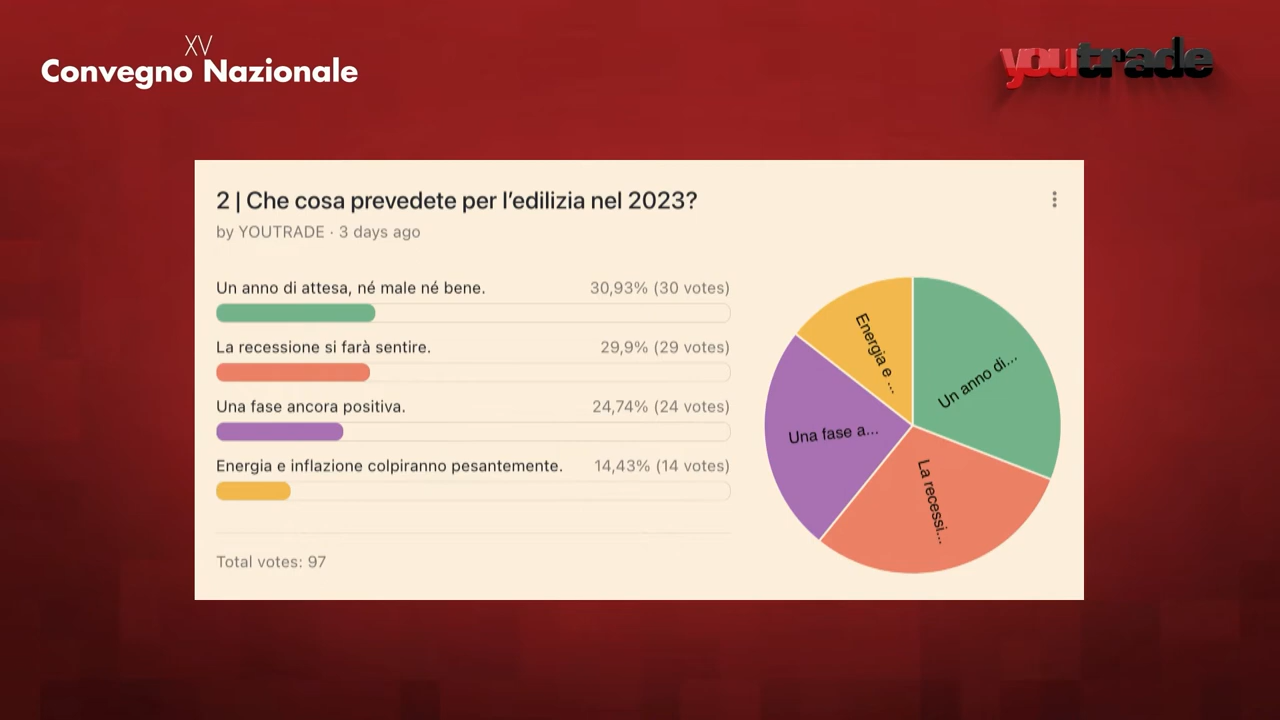 XV
Convegno Nazionale
youtrade
2 | Che cosa prevedete per l'edilizia nel 2023?
by YOUTRADE · 3 days ago
Un anno di attesa, né male né bene. 30,93% (30 votes)
La recessione si farà sentire. 29,9% (29 votes)
Una fase ancora positiva. 24,74% (24 votes)
Energia e inflazione colpiranno pesantemente. 14,43% (14 votes)
Total votes: 97
Energia e ...
Un anno di...
Una fase a...
La recessi...